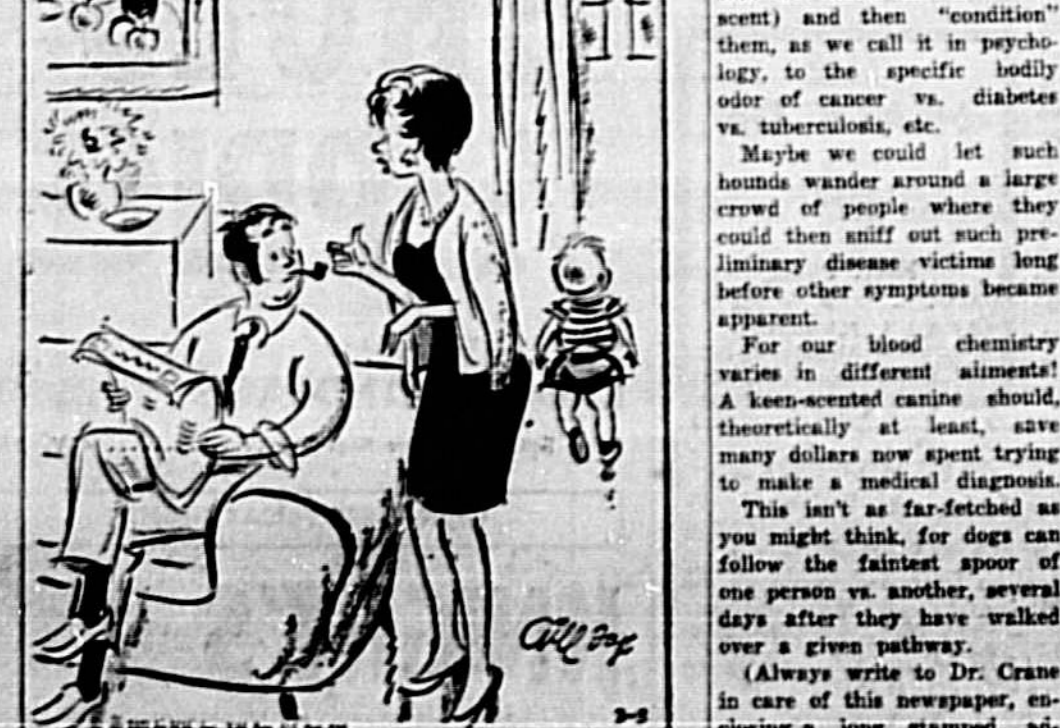 3-3
scent) and then "condition"
them, as we call it in psycho-
logy, to the specific bodily
odor of cancer vs. diabetes
vs. tuberculosis, etc.
Maybe we could let such
hounds wander around a large
crowd of people where they
could then sniff out such pre-
liminary disease victims long
before other symptoms became
apparent.
For our blood chemistry
varies in different ailments!
A keen-scented canine should,
theoretically at least, save
many dollars now spent trying
to make a medical diagnosis.
This isn't as far-fetched as
you might think, for dogs can
follow the faintest spoor of
one person vs. another, several
days after they have walked
over a given pathway.
(Always write to Dr. Crane
in care of this newspaper, en-